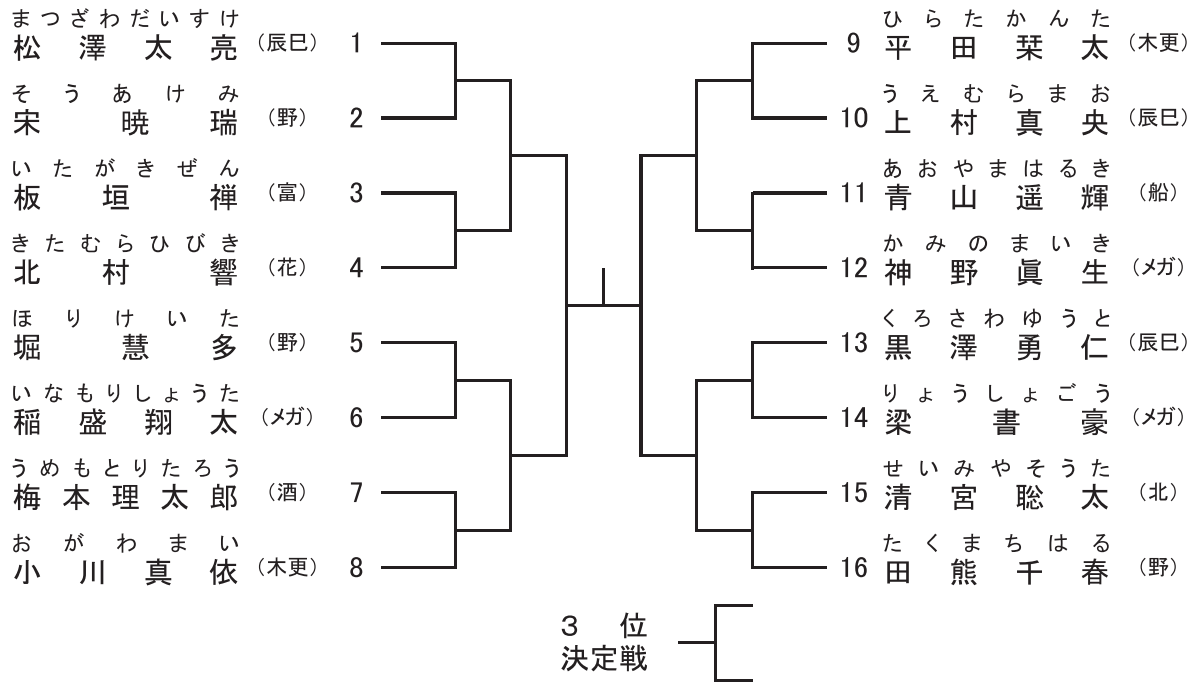 まつざわだいすけ
松澤太亮 （辰巳） 1
そうあけみ
宋暁瑞 （野） 2
いたがきぜん
板垣禅 （富） 3
きたむらひびき
北村響 （花） 4
ほりけいた
堀慧多 （野） 5
いなもりしょうた
稲盛翔太 （メガ） 6
うめもとりたろう
梅本理太郎 （酒） 7
おがわまい
小川真依 （木更） 8
ひらたかんた
9 平田栞太 （木更）
うえむらまお
10 上村真央 （辰巳）
あおやまはるき
11 青山遥輝 （船）
かみのまいき
12 神野眞生 （メガ）
くろさわゆうと
13 黒澤勇仁 （辰巳）
りょうしょごう
14 梁書豪 （メガ）
せいみやそうた
15 清宮聡太 （北）
たくまちはる
16 田熊千春 （野）
3位
決定戦